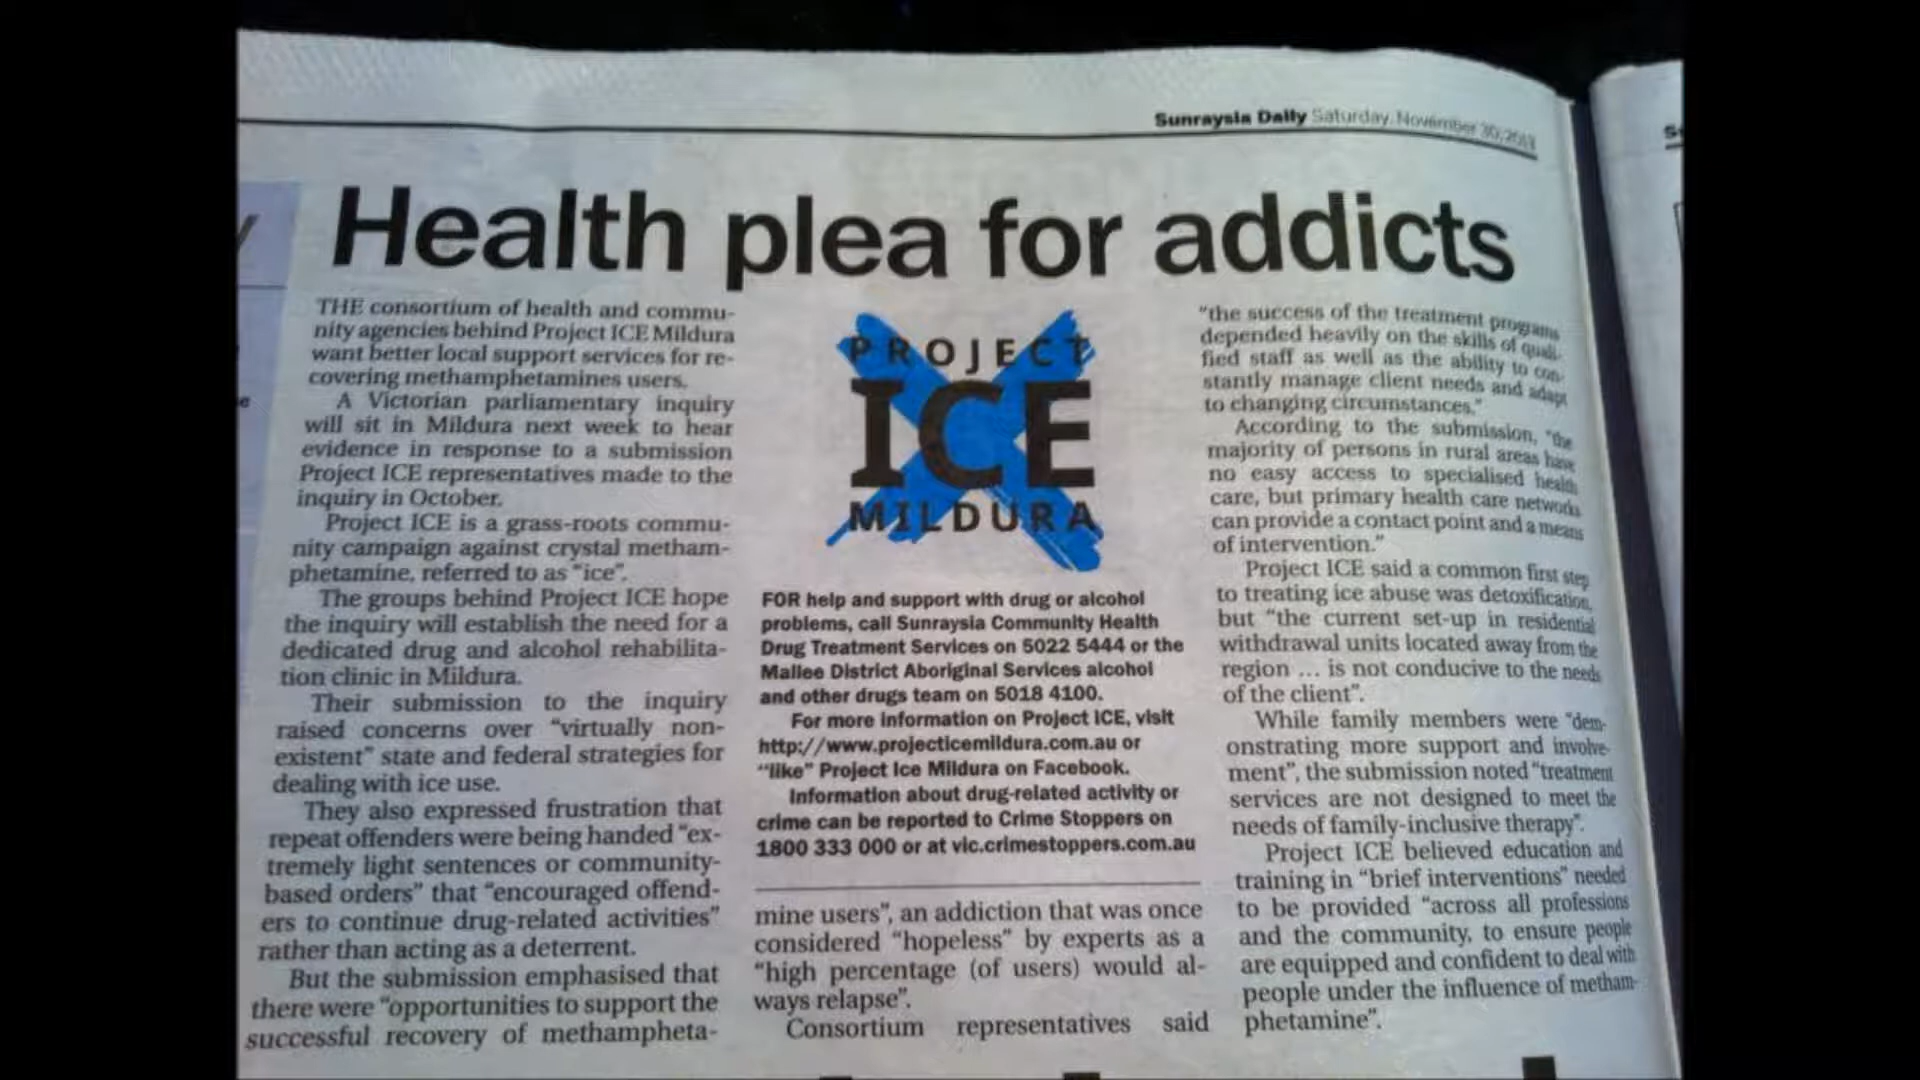 Sunraysia Daily Saturday, November 30, 2013
Health plea for addicts
THE consortium of health and commu-
nity agencies behind Project ICE Mildura
want better local support services for re-
covering methamphetamines users.
A Victorian parliamentary inquiry
will sit in Mildura next week to hear
evidence in response to a submission
Project ICE representatives made to the
inquiry in October.
Project ICE is a grass-roots commu-
nity campaign against crystal metham-
phetamine, referred to as "ice".
The groups behind Project ICE hope
the inquiry will establish the need for a
dedicated drug and alcohol rehabilita-
tion clinic in Mildura.
Their submission to the inquiry
raised concerns over "virtually non-
existent" state and federal strategies for
dealing with ice use.
They also expressed frustration that
repeat offenders were being handed "ex-
tremely light sentences or community-
based orders" that "encouraged offend-
ers to continue drug-related activities"
rather than acting as a deterrent.
But the submission emphasised that
there were "opportunities to support the
successful recovery of methampheta-
PROJECT
ICE
MILDURA
FOR help and support with drug or alcohol
problems, call Sunraysia Community Health
Drug Treatment Services on 5022 5444 or the
Mallee District Aboriginal Services alcohol
and other drugs team on 5018 4100.
For more information on Project ICE, visit
http://www.projecticemildura.com.au or
"like" Project Ice Mildura on Facebook.
Information about drug-related activity or
crime can be reported to Crime Stoppers on
1800 333 000 or at vic.crimestoppers.com.au
mine users", an addiction that was once
considered "hopeless" by experts as a
"high percentage (of users) would al-
ways relapse".
Consortium representatives said
"the success of the treatment programs
depended heavily on the skills of quali-
fied staff as well as the ability to con-
stantly manage client needs and adapt
to changing circumstances."
According to the submission, "the
majority of persons in rural areas have
no easy access to specialised health
care, but primary health care networks
can provide a contact point and a means
of intervention."
Project ICE said a common first step
to treating ice abuse was detoxification,
but "the current set-up in residential
withdrawal units located away from the
region ... is not conducive to the needs
of the client".
While family members were "dem-
onstrating more support and involve-
ment", the submission noted "treatment
services are not designed to meet the
needs of family-inclusive therapy".
Project ICE believed education and
training in "brief interventions" needed
to be provided "across all professions
and the community, to ensure people
are equipped and confident to deal with
people under the influence of metham-
phetamine".